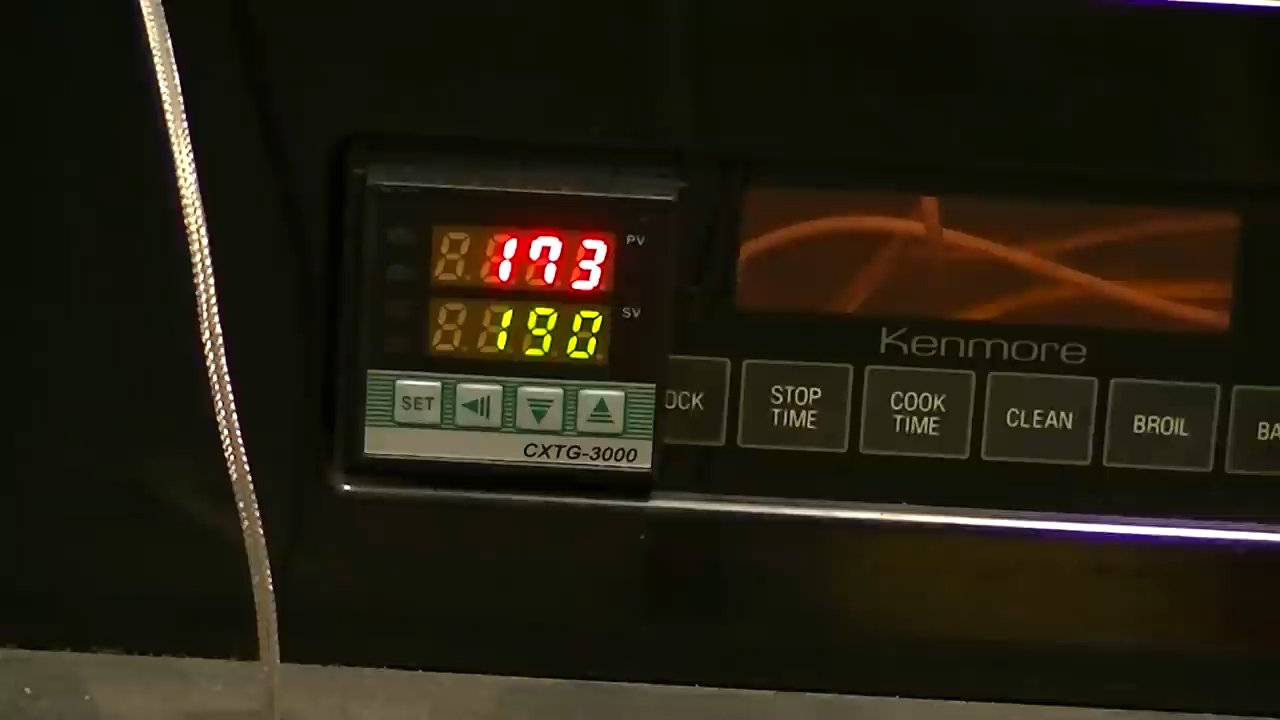 173 PV
190 SV
SET
CXTG-3000
Kenmore
OCK
STOP
TIME
COOK
TIME
CLEAN
BROIL
BA